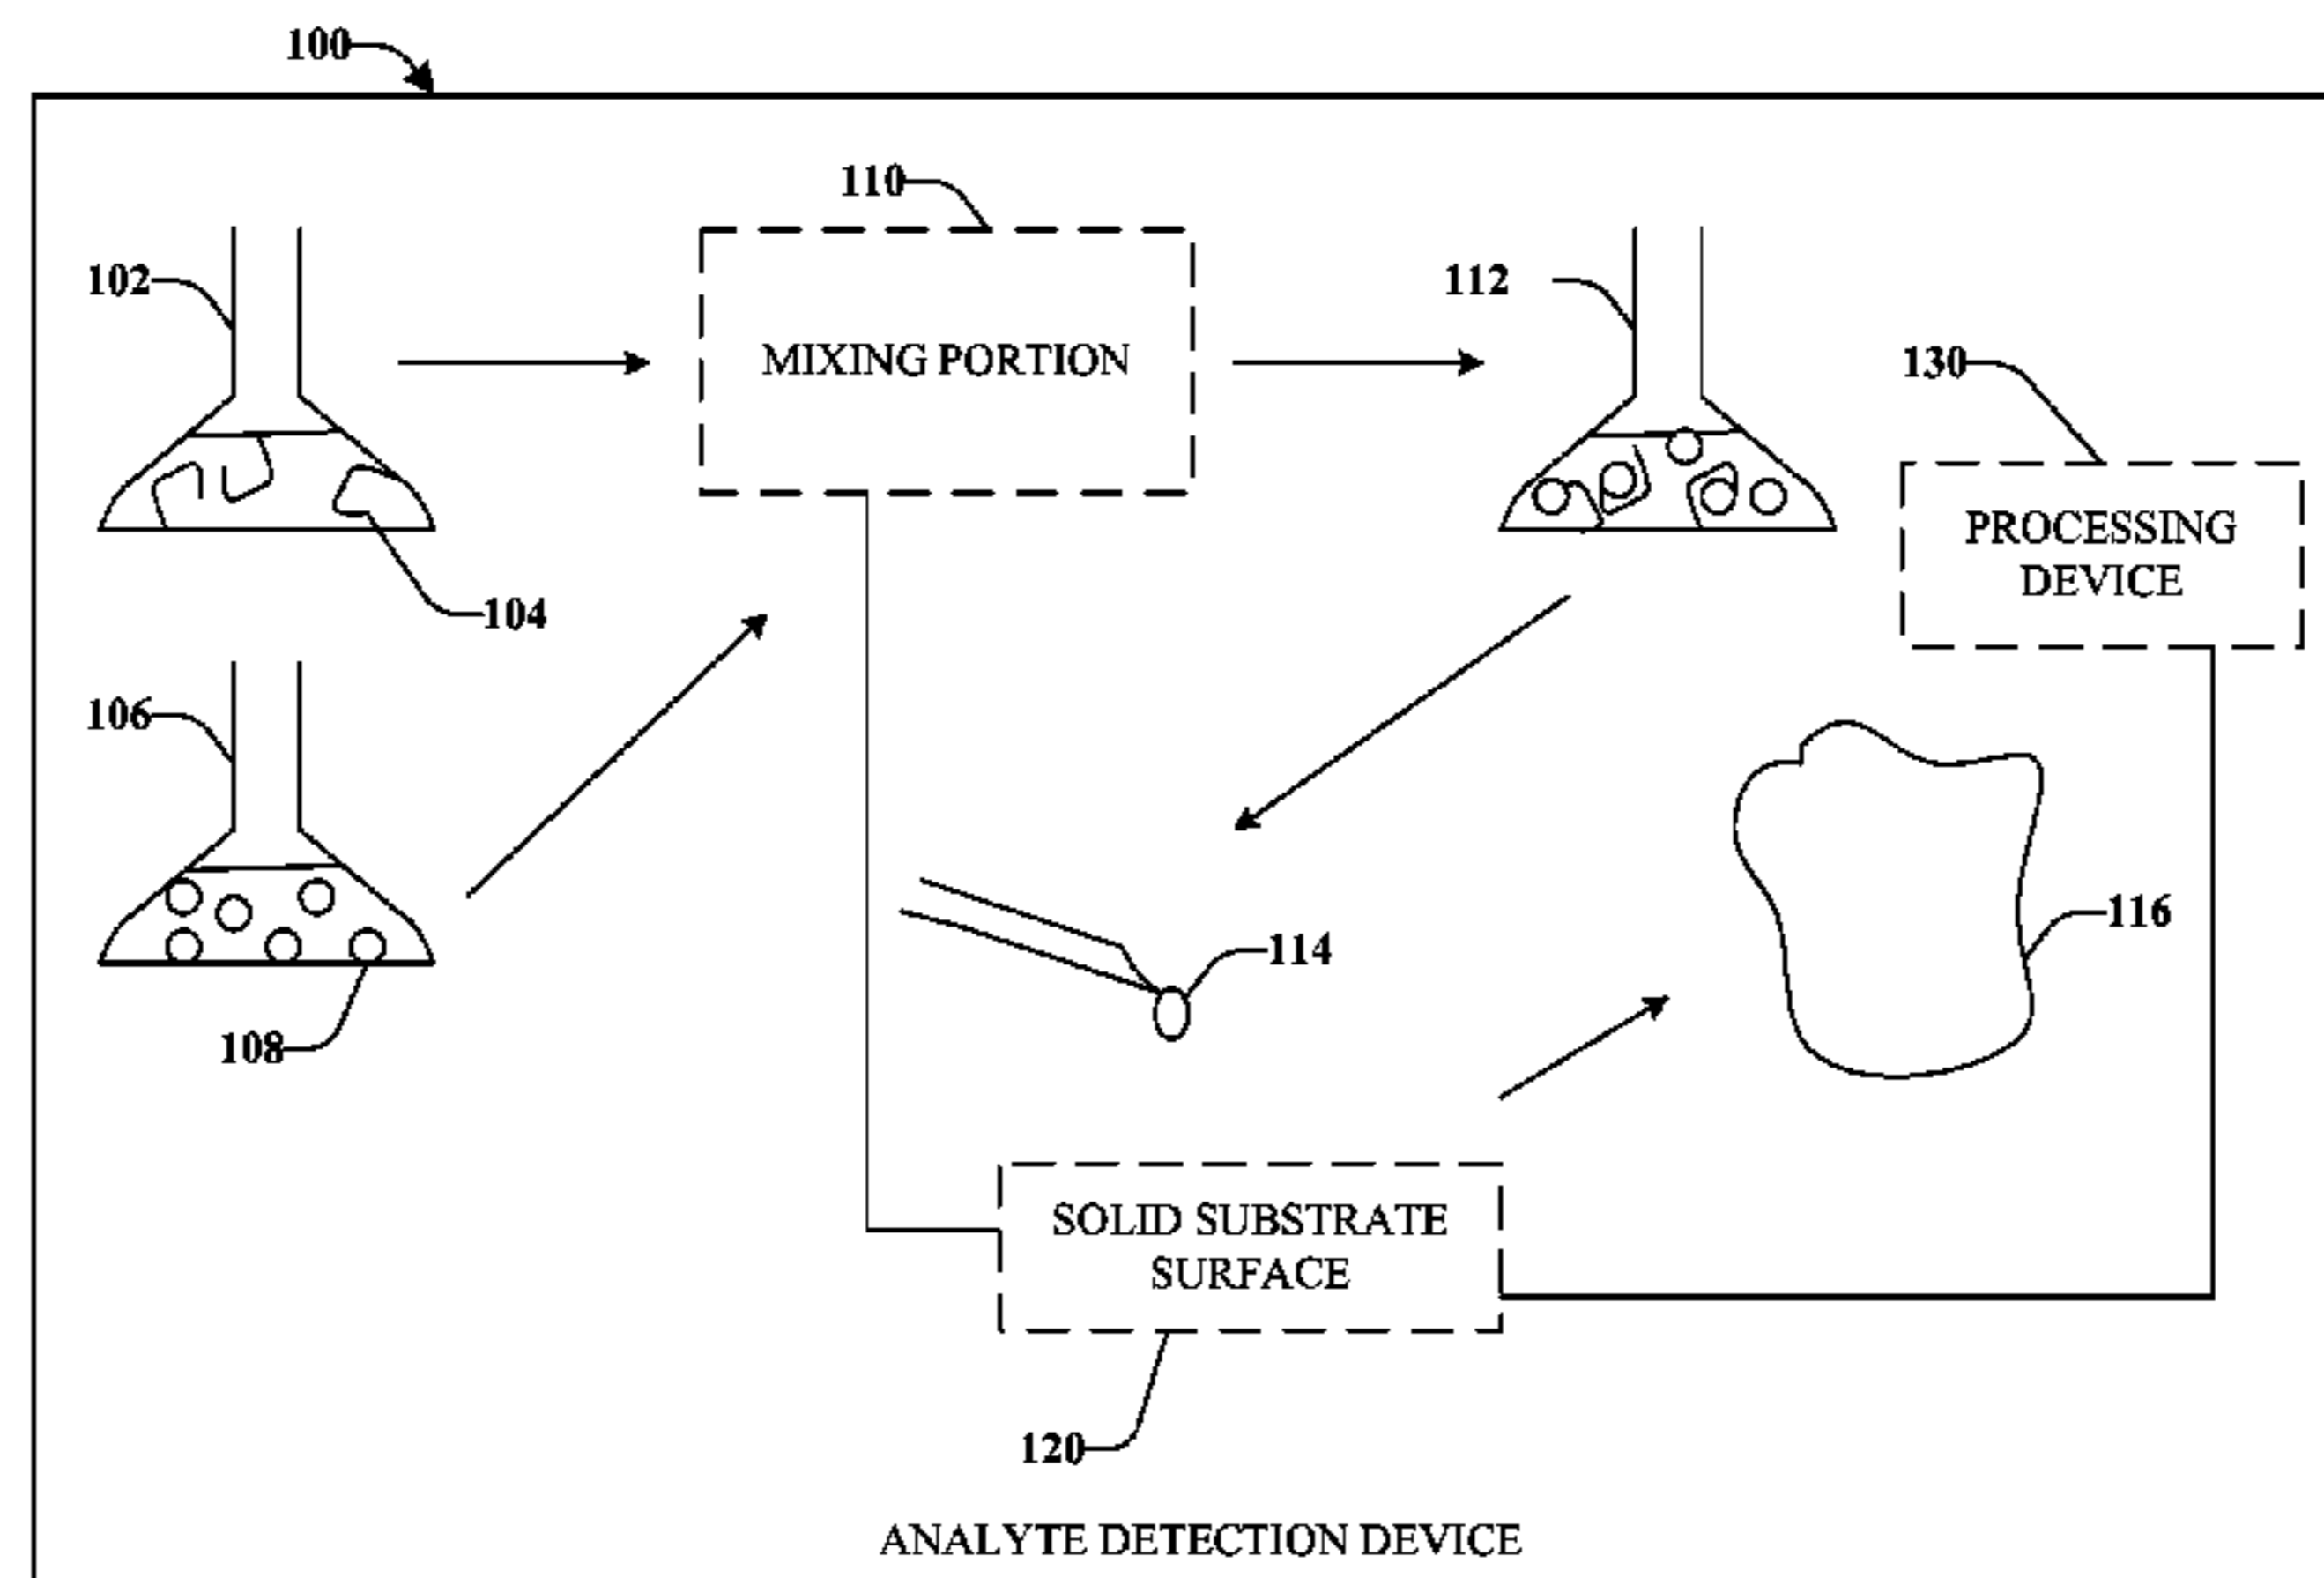 100
110
102
MIXING PORTION
112
130
PROCESSING
DEVICE
104
106
116
114
108
SOLID SUBSTRATE
SURFACE
120
ANALYTE DETECTION DEVICE